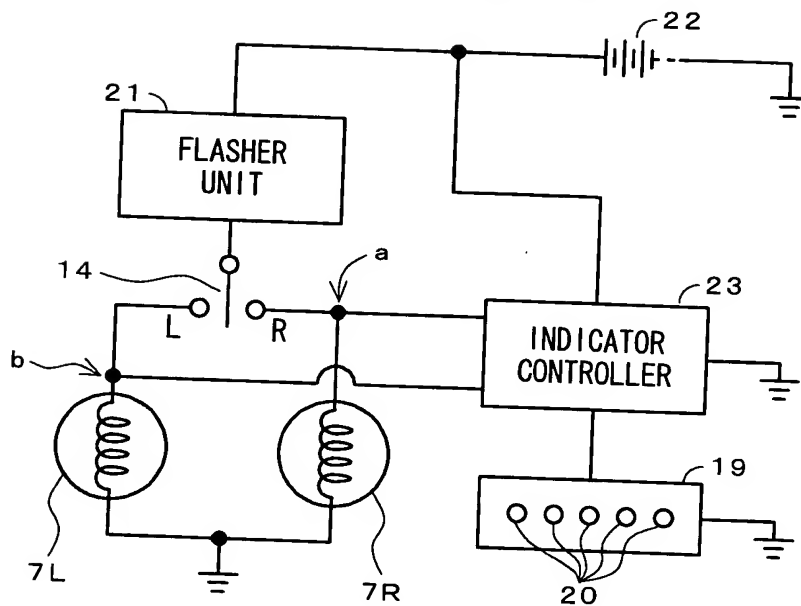 22
21
FLASHER
UNIT
14
a
23
L
R
INDICATOR
CONTROLLER
b
19
7L
7R
20